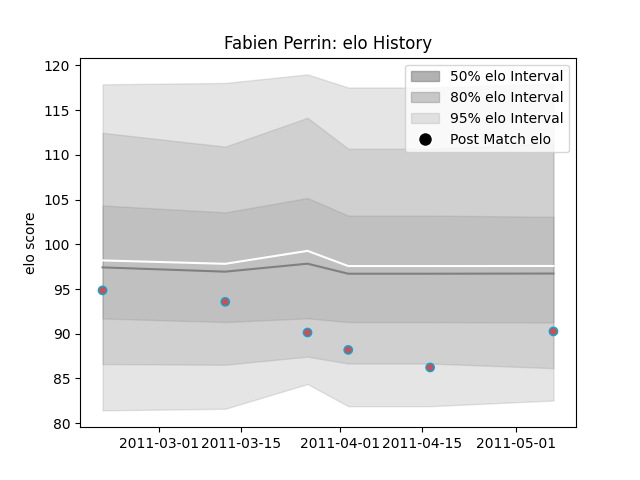 Fabien Perrin: elo History
120
115
110
105
100
95
90
85
80
elo score
50% elo Interval
80% elo Interval
95% elo Interval
Post Match elo
2011-03-01 2011-03-15 2011-04-01 2011-04-15 2011-05-01